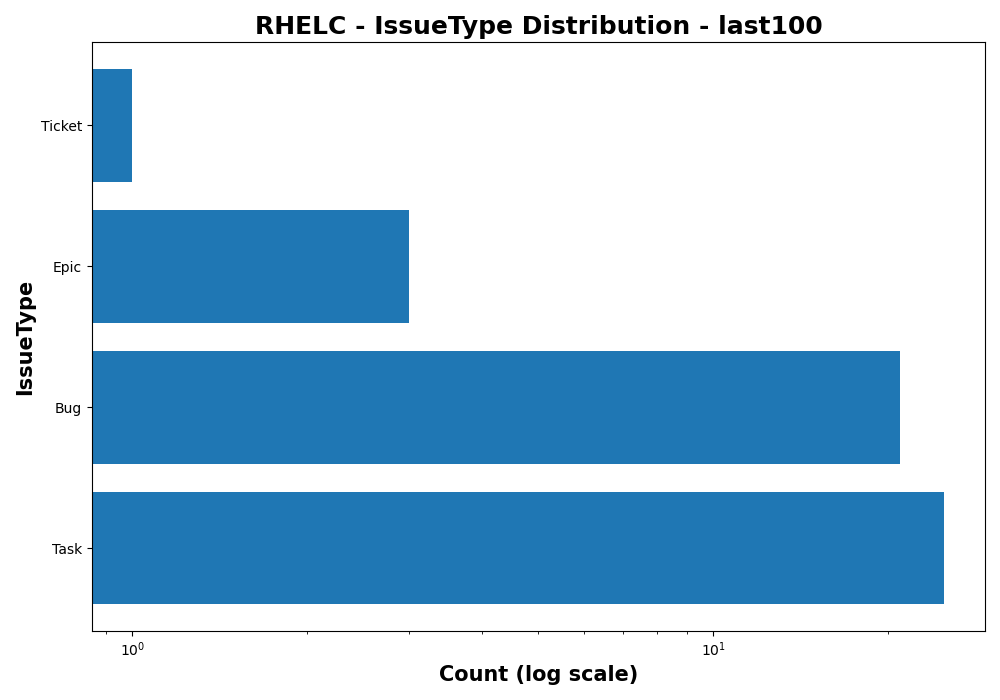 RHELC - IssueType Distribution - last100
IssueType
Ticket
Epic
Bug
Task
10⁰
10¹
Count (log scale)